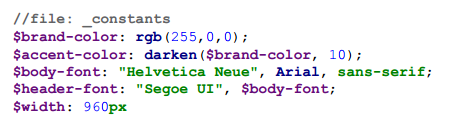 //file: _constants
$brand-color: rgb(255,0,0);
$accent-color: darken($brand-color, 10);
$body-font: "Helvetica Neue", Arial, sans-serif;
$header-font: "Segoe UI", $body-font;
$width: 960px